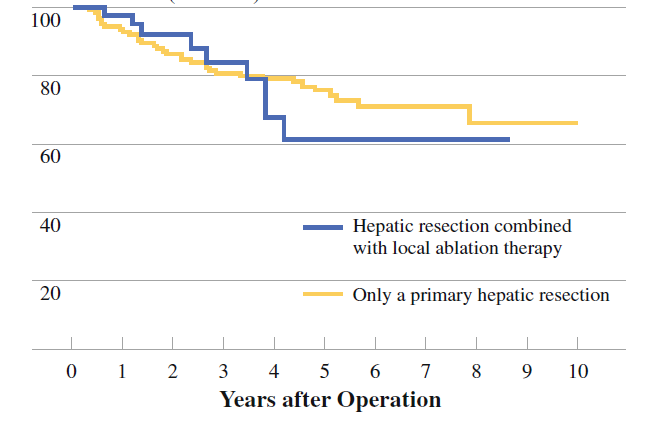 100
80
60
40
Hepatic resection combined
with local ablation therapy
20
Only a primary hepatic resection
0 1 2 3 4 5 6 7 8 9 10
Years after Operation